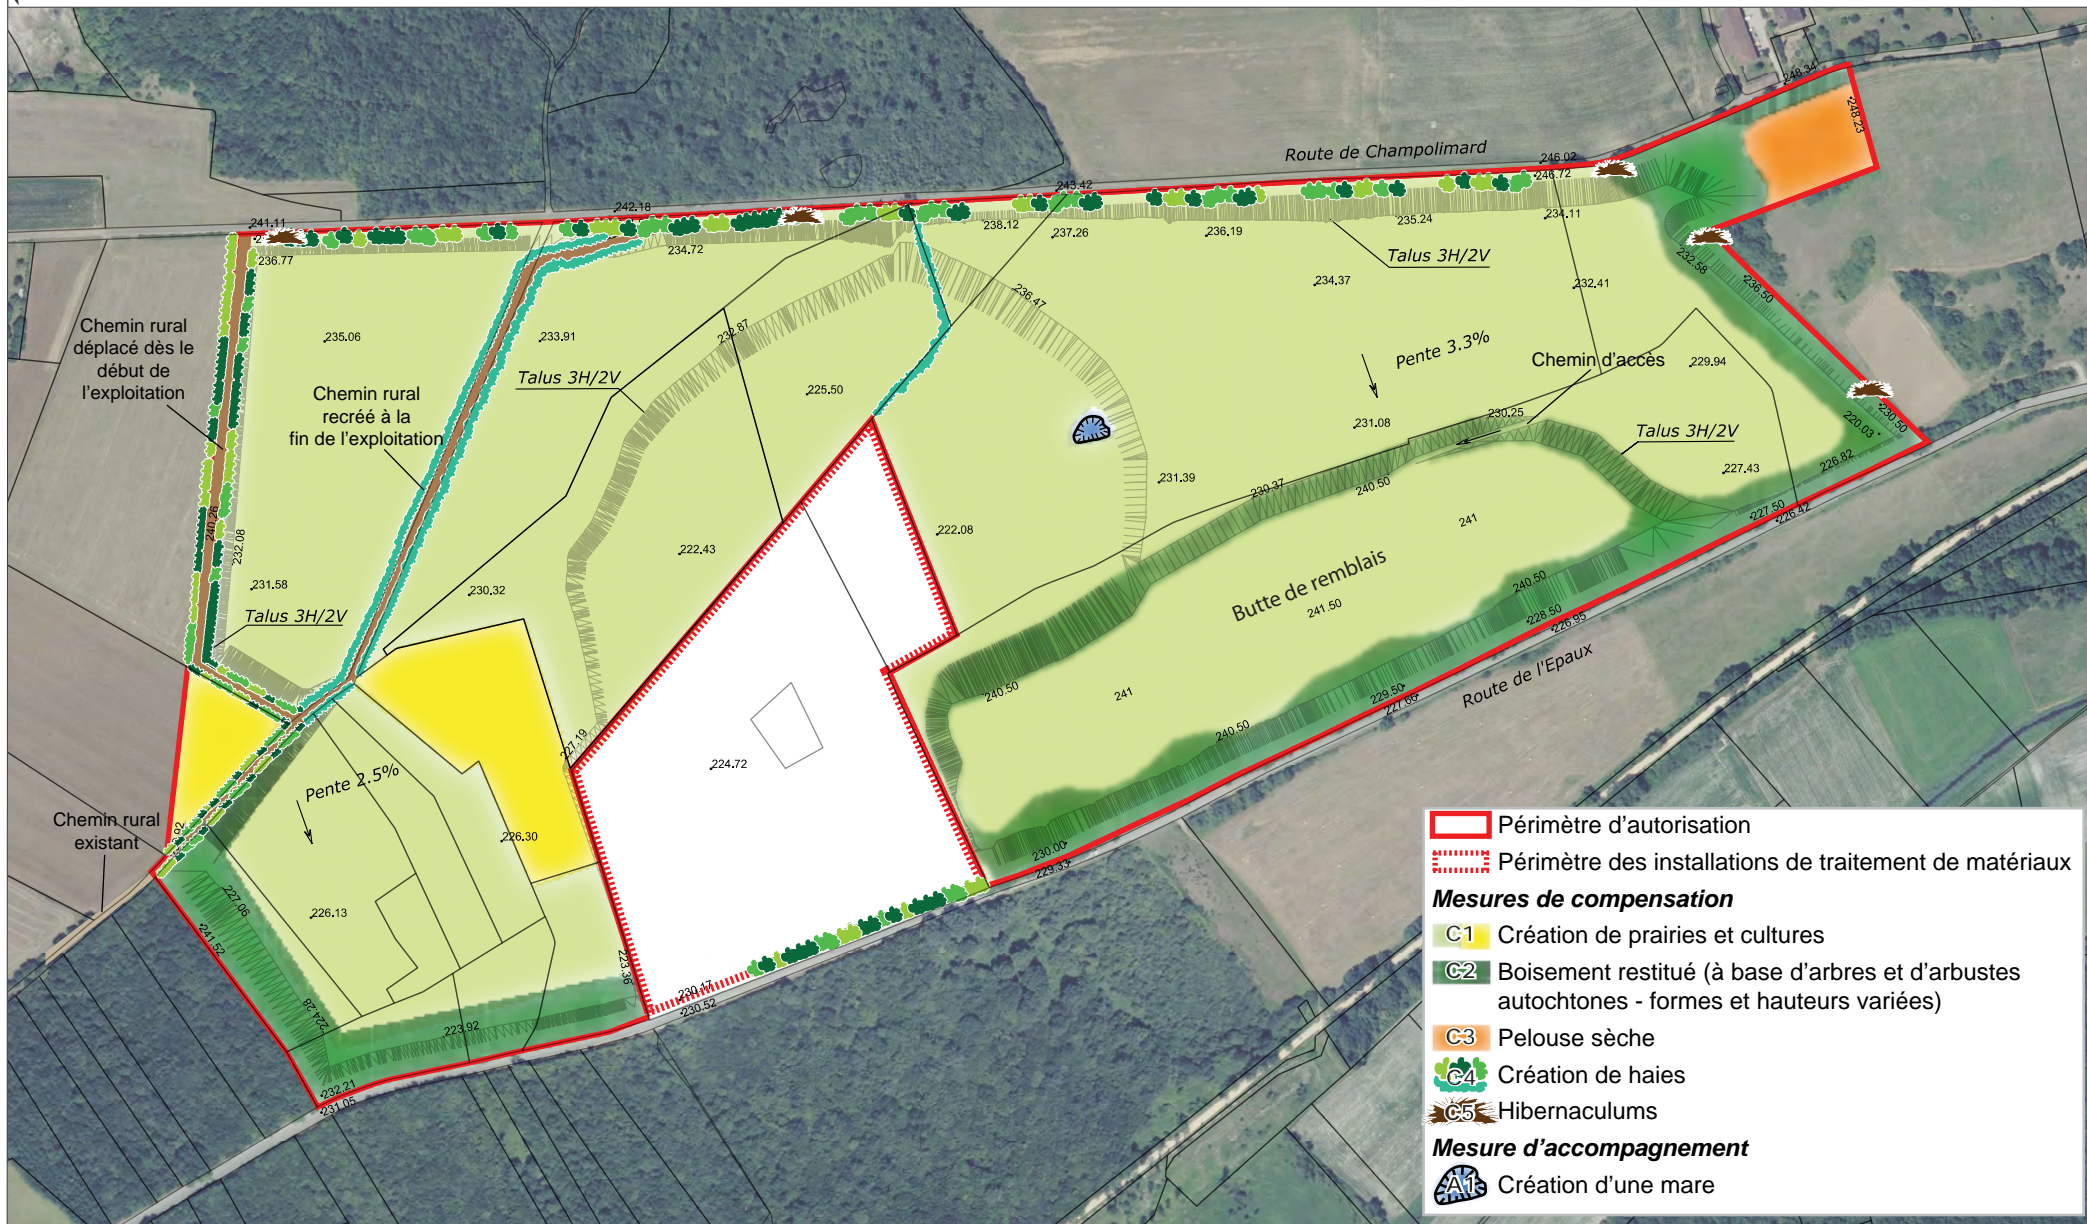 248.34
248.23
Route de Champolimard
246.02
246.72
243.42
242.18
241.11
236.77
234.72
238.12
237.26
236.19
235.24
234.11
Talus 3H/2V
232.58
236.50
236.47
234.37
232.41
Chemin rural
déplacé dès le
début de
l'exploitation
235.06
233.91
232.87
Pente 3.3%
Chemin d'accès
229.94
Talus 3H/2V
225.50
Chemin rural
recréé à la
fin de l'exploitation
231.08
230.25
Talus 3H/2V
220.03
230.50
226.82
227.43
231.39
230.37
240.50
241
227.50
226.42
240.26
232.08
222.43
222.08
231.58
230.32
Talus 3H/2V
Butte de remblais
241.50
240.50
228.50
226.95
Route de l'Epaux
240.50
241
229.50
227.66
240.50
227.19
224.72
Pente 2.5%
Chemin rural
existant
226.30
230.00
229.33
227.06
226.13
241.52
223.36
230.17
230.52
224.28
223.92
232.21
231.05
Périmètre d'autorisation
Périmètre des installations de traitement de matériaux
Mesures de compensation
C1 Création de prairies et cultures
C2 Boisement restitué (à base d'arbres et d'arbustes
autochtones - formes et hauteurs variées)
C3 Pelouse sèche
C4 Création de haies
C5 Hibernaculums
Mesure d'accompagnement
A1 Création d'une mare